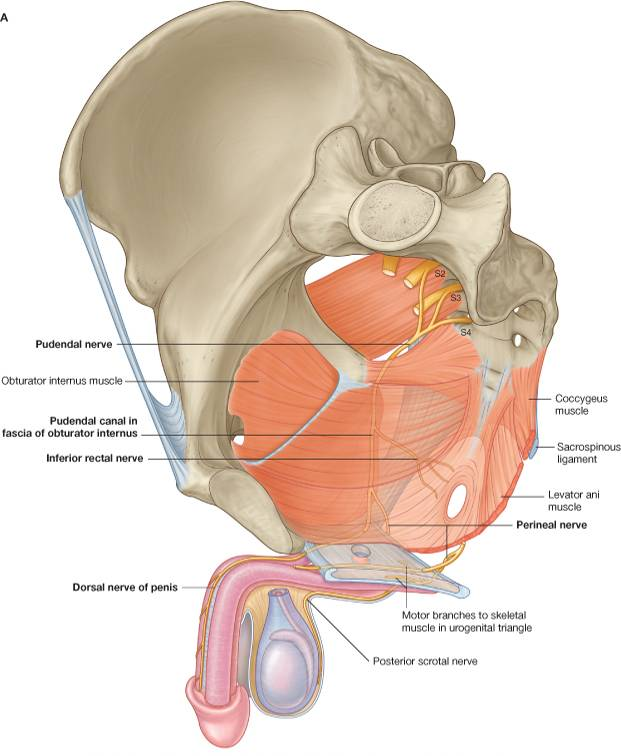 A
S2
S3
S4
Pudendal nerve
Obturator internus muscle
Pudendal canal in
fascia of obturator internus
Inferior rectal nerve
Coccygeus
muscle
Sacrospinous
ligament
Levator ani
muscle
Perineal nerve
Dorsal nerve of penis
Motor branches to skeletal
muscle in urogenital triangle
Posterior scrotal nerve